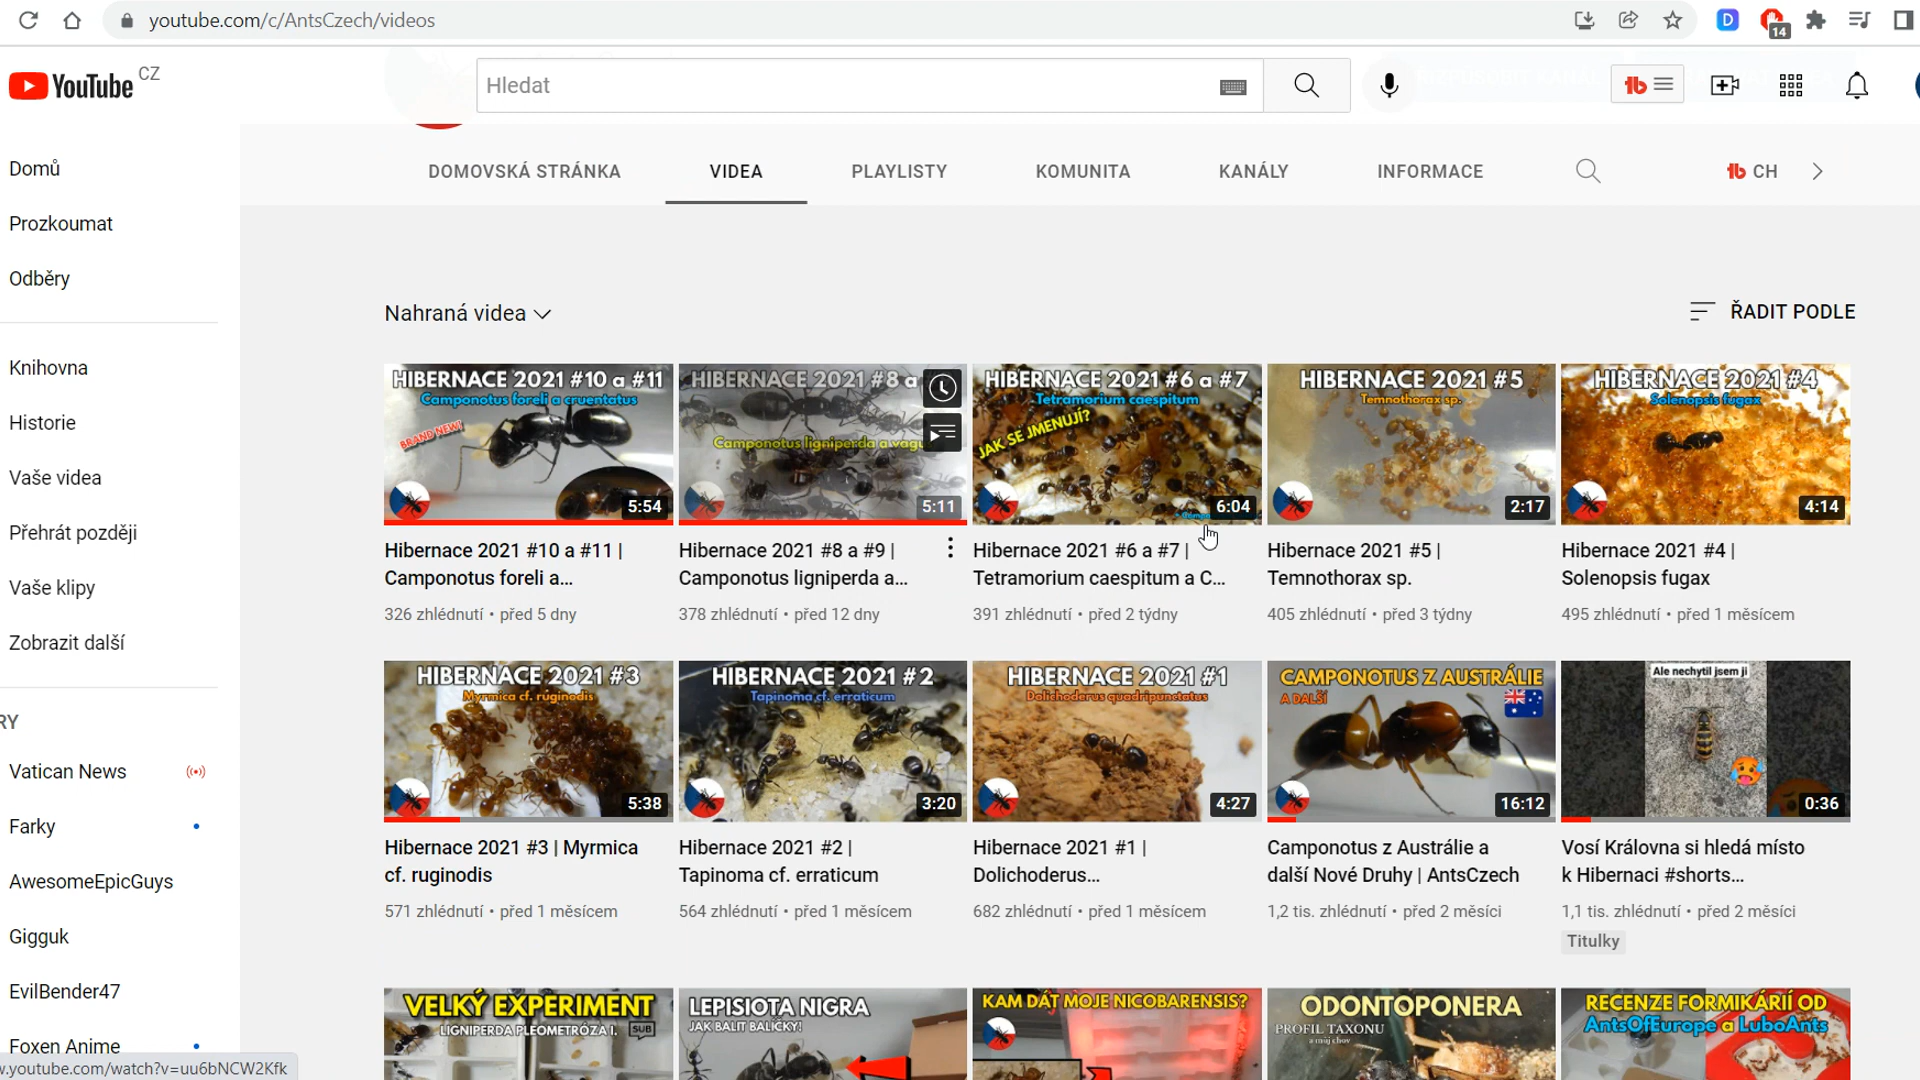 youtube.com/c/AntsCzech/videos
D
14
YouTube CZ
Hledat
Domů
Prozkoumat
Odběry
Knihovna
Historie
Vaše videa
Přehrát později
Vaše klipy
Zobrazit další
RY
Vatican News
Farky
AwesomeEpicGuys
Gigguk
EvilBender47
Foxen Anime
w.youtube.com/watch?v=uu6bNCW2Kfk
DOMOVSKÁ STRÁNKA
VIDEA
PLAYLISTY
KOMUNITA
KANÁLY
INFORMACE
CH
Nahraná videa
ŘADIT PODLE
HIBERNACE 2021 #10 a #11
Camponotus foreli a cruentatus
BRAND NEW!
5:54
Hibernace 2021 #10 a #11 |
Camponotus foreli a...
326 zhlédnutí • před 5 dny
HIBERNACE 2021 #8 a
Camponotus ligniperda a vagu
5:11
Hibernace 2021 #8 a #9 |
Camponotus ligniperda a...
378 zhlédnutí • před 12 dny
HIBERNACE 2021 #6 a #7
Tetramorium caespitum
JAK SE JMENUJÍ?
6:04
Hibernace 2021 #6 a #7 |
Tetramorium caespitum a C...
391 zhlédnutí • před 2 týdny
HIBERNACE 2021 #5
Temnothorax sp.
2:17
Hibernace 2021 #5 |
Temnothorax sp.
405 zhlédnutí • před 3 týdny
HIBERNACE 2021 #4
Solenopsis fugax
4:14
Hibernace 2021 #4 |
Solenopsis fugax
495 zhlédnutí • před 1 měsícem
HIBERNACE 2021 #3
Myrmica cf. ruginodis
5:38
Hibernace 2021 #3 | Myrmica
cf. ruginodis
571 zhlédnutí • před 1 měsícem
HIBERNACE 2021 #2
Tapinoma cf. erraticum
3:20
Hibernace 2021 #2 |
Tapinoma cf. erraticum
564 zhlédnutí • před 1 měsícem
HIBERNACE 2021 #1
Dolichoderus quadripunctatus
4:27
Hibernace 2021 #1 |
Dolichoderus...
682 zhlédnutí • před 1 měsícem
CAMPONOTUS Z AUSTRÁLIE
A DALŠÍ
16:12
Camponotus z Austrálie a
další Nové Druhy | AntsCzech
1,2 tis. zhlédnutí • před 2 měsíci
Ale nechytil jsem ji
0:36
Vosí Královna si hledá místo
k Hibernaci #shorts...
1,1 tis. zhlédnutí • před 2 měsíci
Titulky
VELKÝ EXPERIMENT
LIGNIPERDA PLEOMETRÓZA I.
SUB
LEPISIOTA NIGRA
JAK BALIT BALÍČKY!
KAM DÁT MOJE NICOBARENSIS?
ODONTOPONERA
PROFIL TAXONU
a můj chov
RECENZE FORMIKÁRIÍ OD
AntsOfEurope a LuboAnts